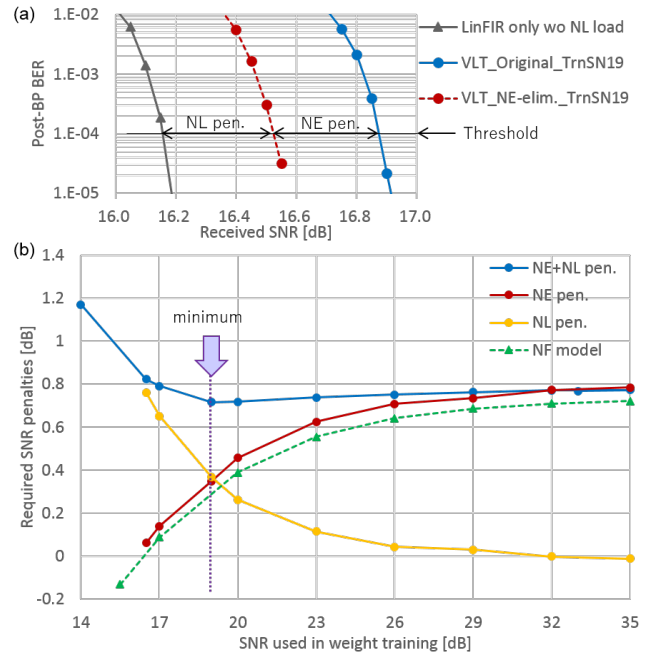 (a)
1.E-02
1.E-03
1.E-04
1.E-05
Post-BP BER
NL pen.
NE pen.
Threshold
16.0 16.2 16.4 16.6 16.8 17.0
Received SNR [dB]
LinFIR only wo NL load
VLT_Original_TrnSN19
VLT_NE-elim._TrnSN19
(b)
1.4
1.2
1
0.8
0.6
0.4
0.2
0
-0.2
Required SNR penalties [dB]
minimum
NE+NL pen.
NE pen.
NL pen.
NF model
14 17 20 23 26 29 32 35
SNR used in weight training [dB]